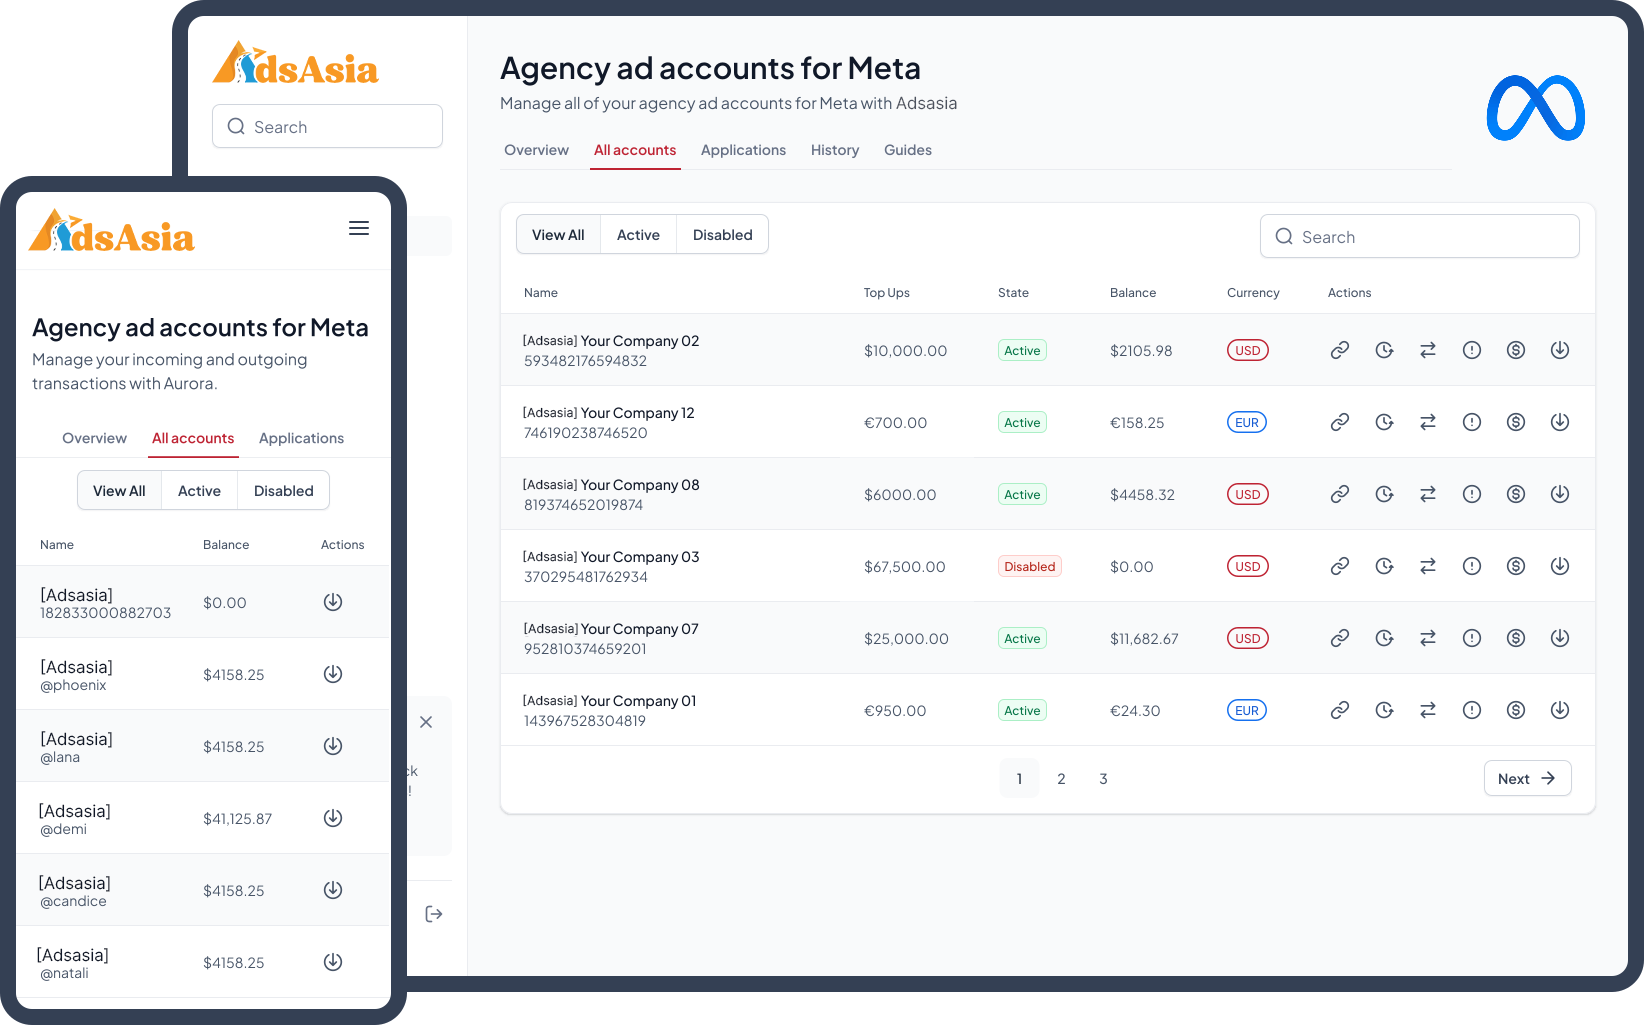 AdsAsia
Search
Agency ad accounts for Meta
Manage all of your agency ad accounts for Meta with Adsasia
Overview All accounts Applications History Guides
View All Active Disabled
Search
Name Top Ups State Balance Currency Actions
[Adsasia] Your Company 02
593482176594832
$10,000.00 Active $2105.98 USD
[Adsasia] Your Company 12
746190238746520
€700.00 Active €158.25 EUR
[Adsasia] Your Company 08
819374652019874
$6000.00 Active $4458.32 USD
[Adsasia] Your Company 03
370295481762934
$67,500.00 Disabled $0.00 USD
[Adsasia] Your Company 07
952810374659201
$25,000.00 Active $11,682.67 USD
[Adsasia] Your Company 01
143967528304819
€950.00 Active €24.30 EUR
1 2 3
Next
AdsAsia
Agency ad accounts for Meta
Manage your incoming and outgoing
transactions with Aurora.
Overview All accounts Applications
View All Active Disabled
Name Balance Actions
[Adsasia]
182833000882703
$0.00
[Adsasia]
@phoenix
$4158.25
[Adsasia]
@lana
$4158.25
[Adsasia]
@demi
$41,125.87
[Adsasia]
@candice
$4158.25
[Adsasia]
@natali
$4158.25
ck
!